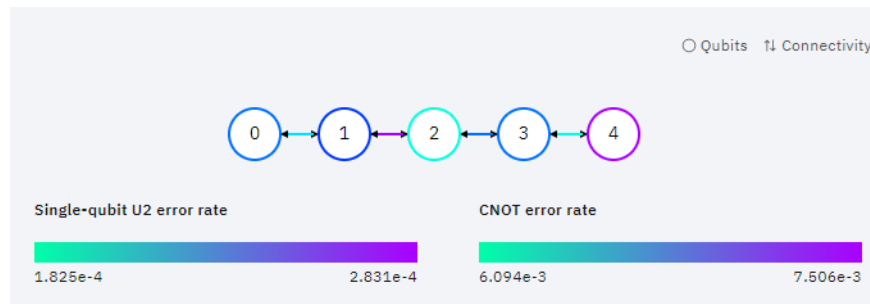 Qubits Connectivity
0 1 2 3 4
Single-qubit U2 error rate CNOT error rate
1.825e-4 2.831e-4 6.094e-3 7.506e-3